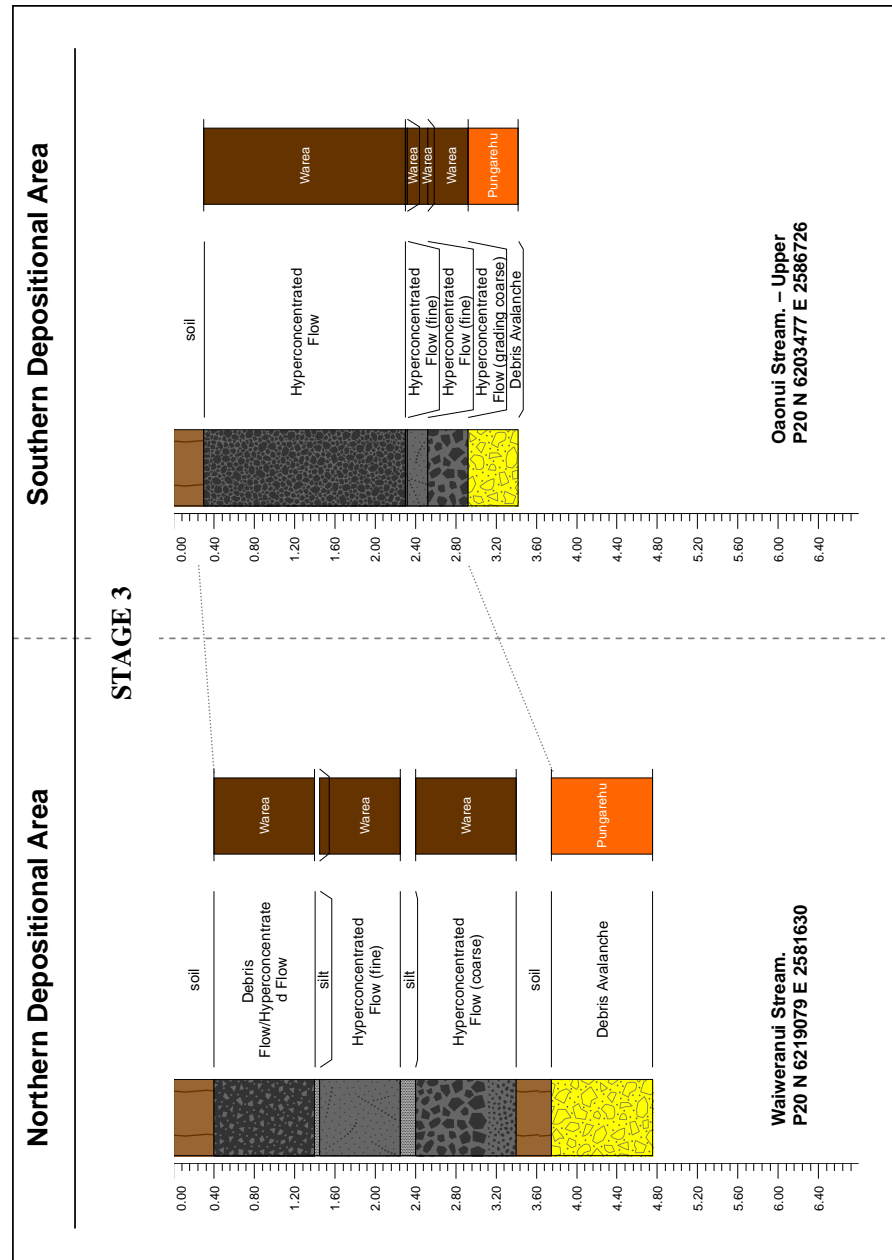 Northern Depositional Area
Southern Depositional Area
STAGE 3
0.00
0.40
0.80
1.20
1.60
2.00
2.40
2.80
3.20
3.60
4.00
4.40
4.80
5.20
5.60
6.00
6.40
soil
Debris
Flow/Hyperconcentrate
d Flow
silt
Hyperconcentrated
Flow (fine)
silt
Hyperconcentrated
Flow (coarse)
soil
Debris Avalanche
Warea
Warea
Warea
Pungarehu
Waiweranui Stream.
P20 N 6219079 E 2581630
0.00
0.40
0.80
1.20
1.60
2.00
2.40
2.80
3.20
3.60
4.00
4.40
4.80
5.20
5.60
6.00
6.40
soil
Hyperconcentrated
Flow
Hyperconcentrated
Flow (fine)
Hyperconcentrated
Flow (fine)
Hyperconcentrated
Flow (grading coarse)
Debris Avalanche
Warea
Warea
Warea
Warea
Pungarehu
Oaonui Stream. – Upper
P20 N 6203477 E 2586726